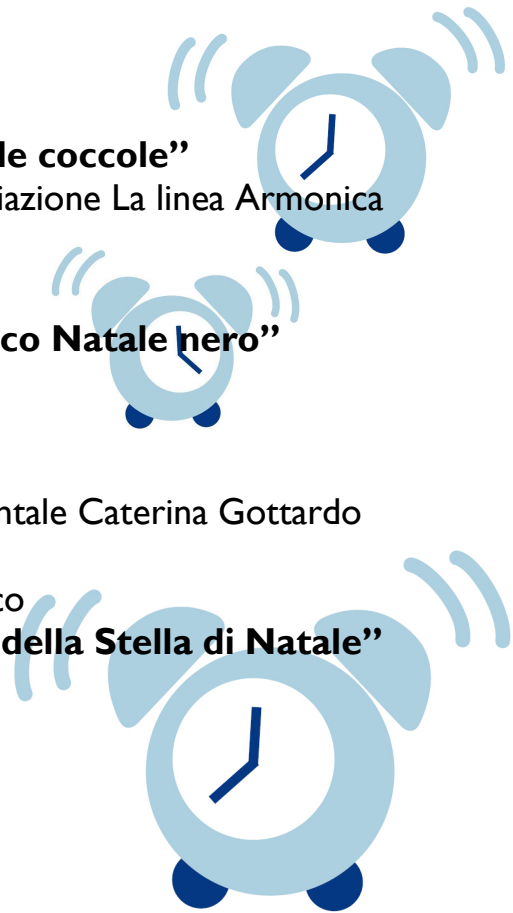 le coccole”
iazione La linea Armonica
co Natale nero”
ntale Caterina Gottardo
co
della Stella di Natale”